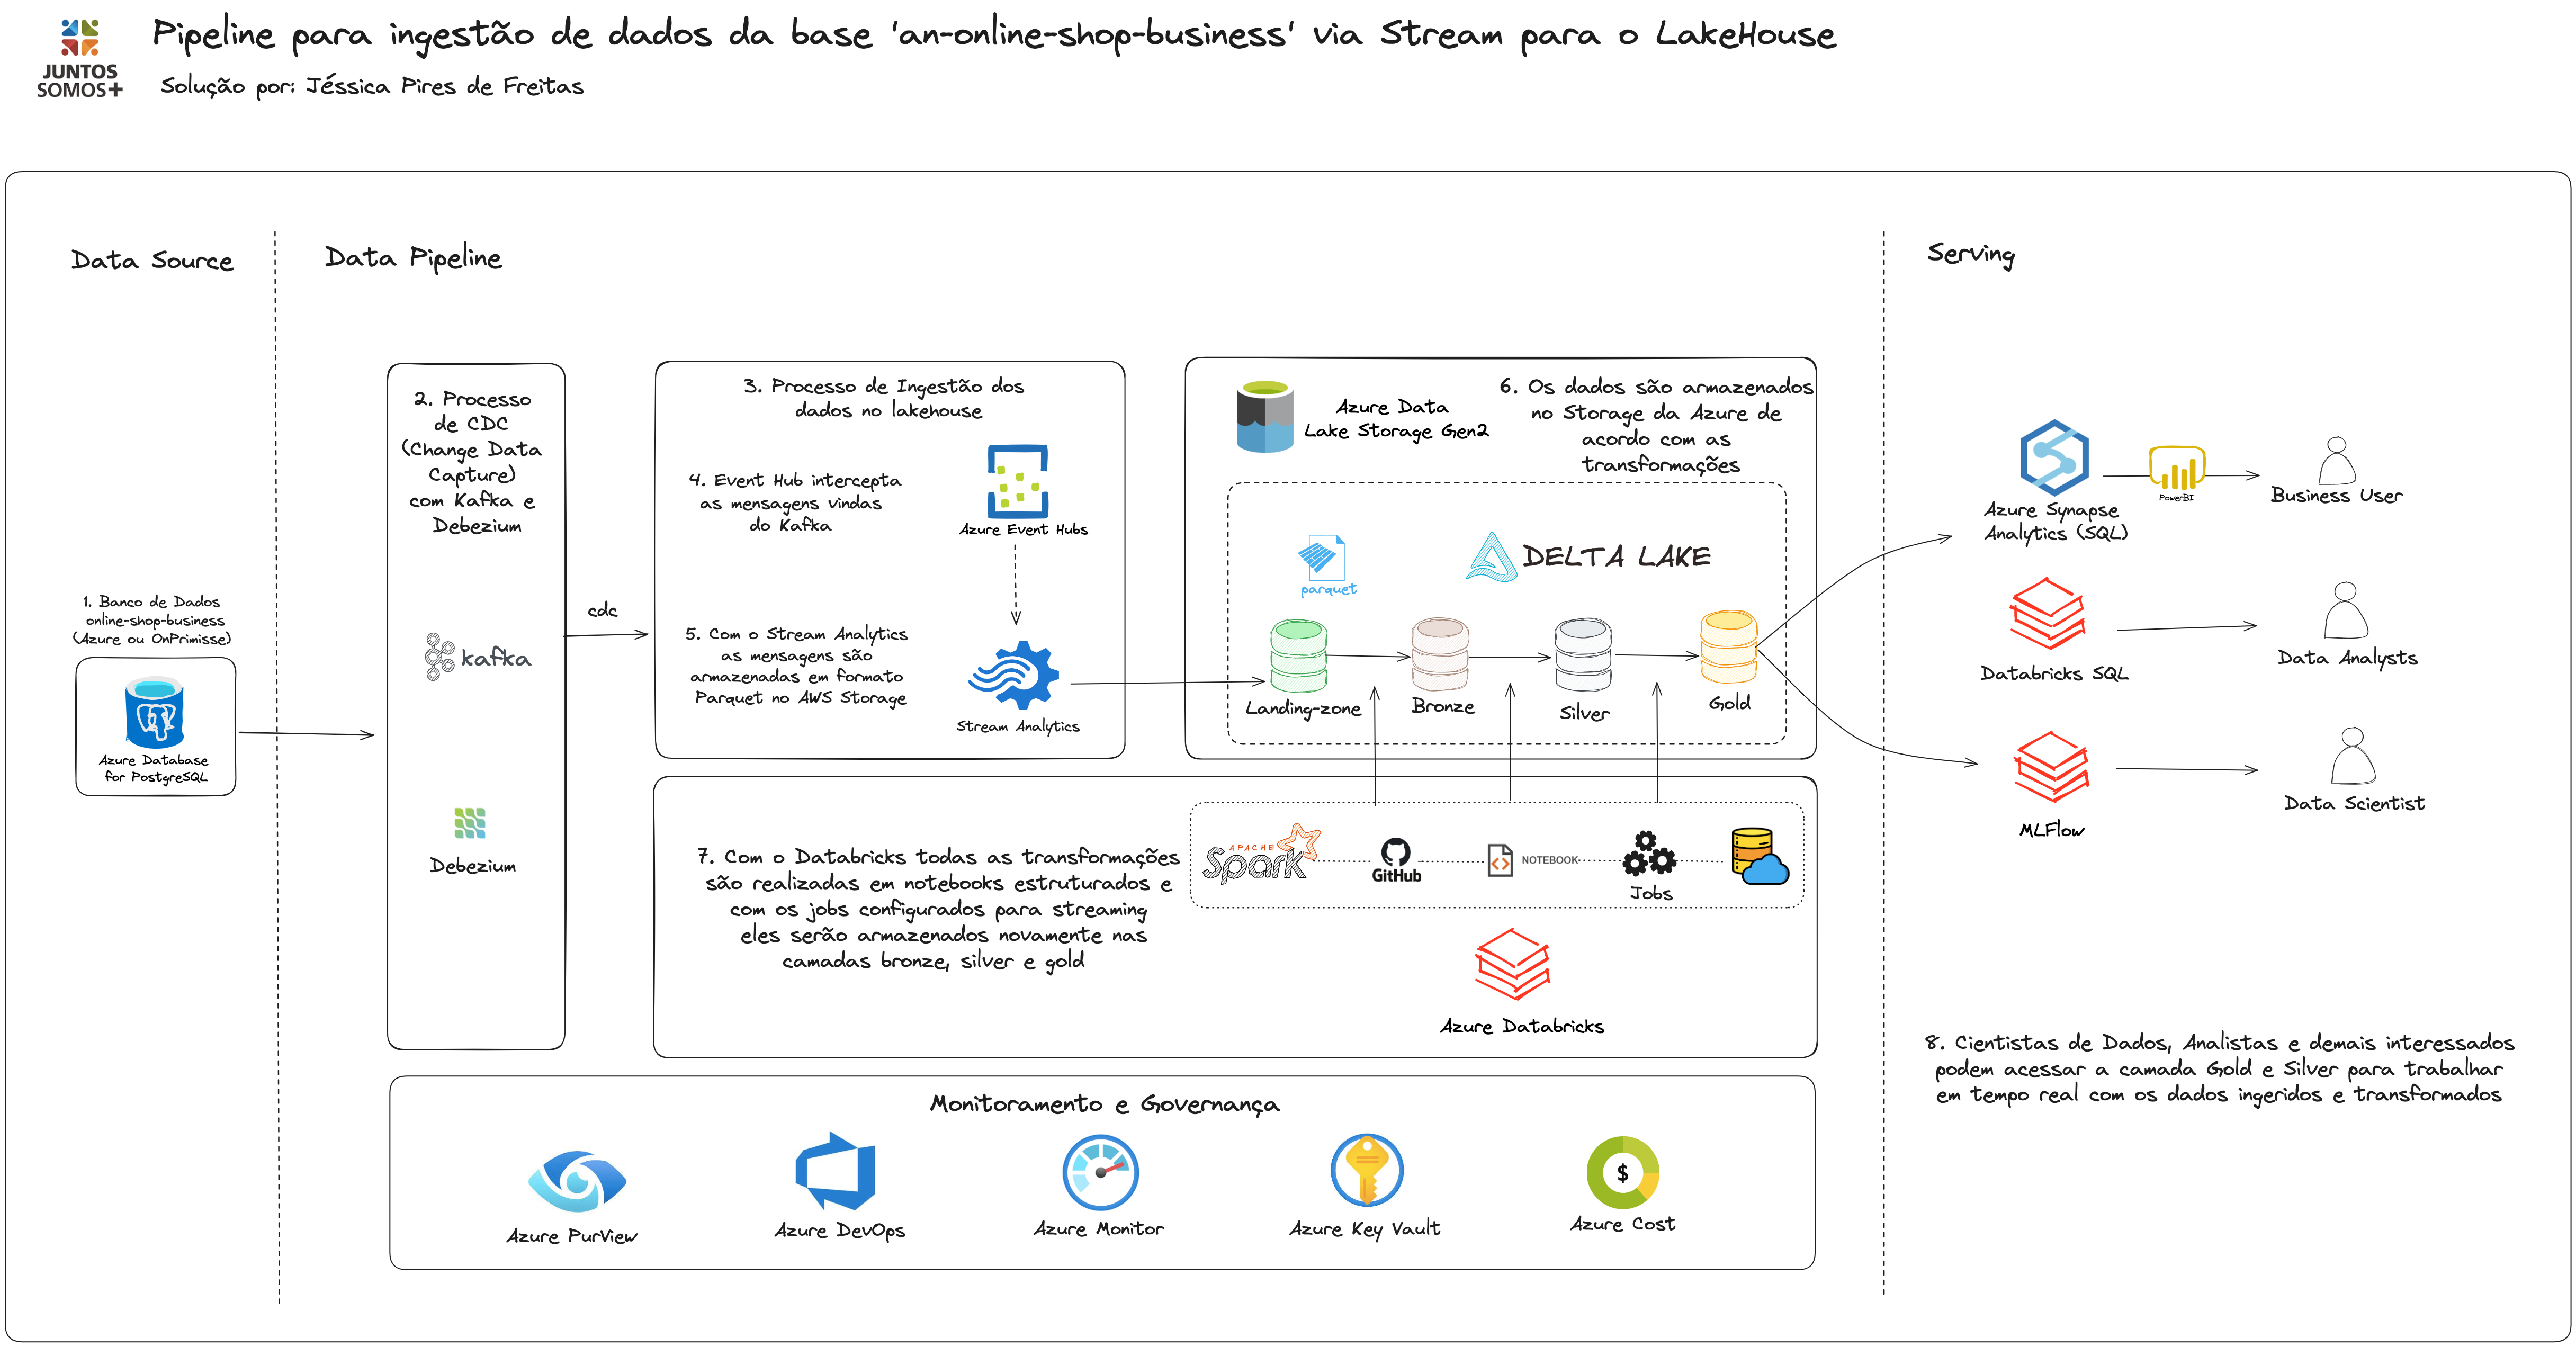 JUNTOS
SOMOS+
Pipeline para ingestão de dados da base 'an-online-shop-business' via Stream para o LakeHouse
Solução por: Jéssica Pires de Freitas
Data Source
1. Banco de Dados
online-shop-business
(Azure ou OnPrimisse)
Azure Database
for PostgreSQL
Data Pipeline
2. Processo
de CDC
(Change Data
Capture)
com Kafka e
Debezium
kafka
Debezium
cdc
3. Processo de Ingestão dos
dados no lakehouse
4. Event Hub intercepta
as mensagens vindas
do Kafka
Azure Event Hubs
5. Com o Stream Analytics
as mensagens são
armazenadas em formato
Parquet no AWS Storage
Stream Analytics
Azure Data
Lake Storage Gen2
6. Os dados são armazenados
no Storage da Azure de
acordo com as
transformações
parquet
DELTA LAKE
Landing-zone
Bronze
Silver
Gold
7. Com o Databricks todas as transformações
são realizadas em notebooks estruturados e
com os jobs configurados para streaming
eles serão armazenados novamente nas
camadas bronze, silver e gold
APACHE
Spark
GitHub
NOTEBOOK
Jobs
Azure Databricks
Monitoramento e Governança
Azure PurView
Azure DevOps
Azure Monitor
Azure Key Vault
$
Azure Cost
Serving
Azure Synapse
Analytics (SQL)
PowerBI
Business User
Databricks SQL
Data Analysts
MLFlow
Data Scientist
8. Cientistas de Dados, Analistas e demais interessados
podem acessar a camada Gold e Silver para trabalhar
em tempo real com os dados ingeridos e transformados